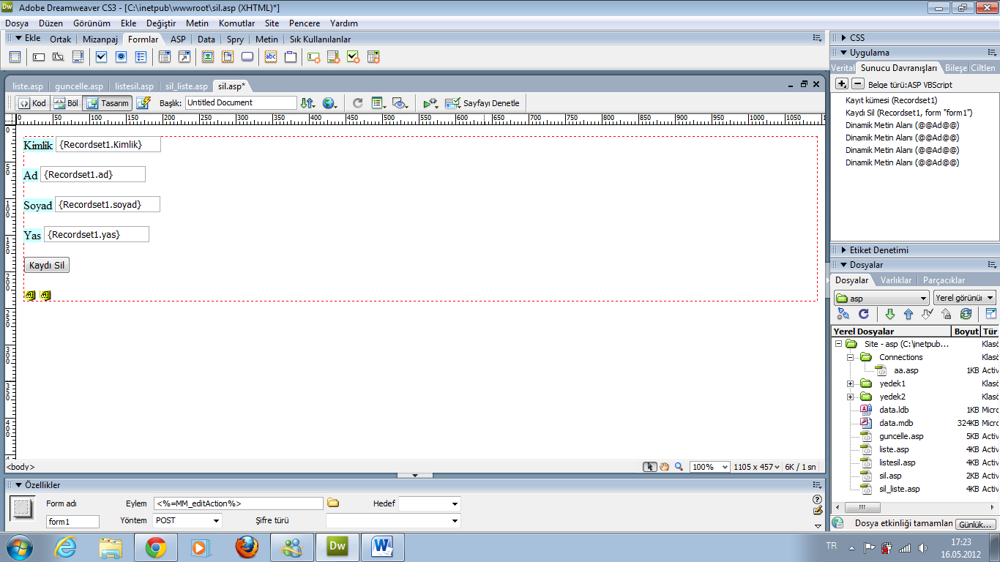 Adobe Dreamweaver CS3 - [C:\inetpub\wwwroot\sil.asp (XHTML)*]
Dosya Düzen Görünüm Ekle Değiştir Metin Komutlar Site Pencere Yardım
Ekle Ortak Mizanpaj Formlar ASP Data Spry Metin Sık Kullanılanlar
CSS
Uygulama
Veritab Sunucu Davranışları Bileşe Ciltlen
Belge türü:ASP VBScript
Kayıt kümesi (Recordset1)
Kaydı Sil (Recordset1, form "form1")
Dinamik Metin Alanı (@@Ad@@)
Dinamik Metin Alanı (@@Ad@@)
Dinamik Metin Alanı (@@Ad@@)
Dinamik Metin Alanı (@@Ad@@)
liste.asp guncelle.asp listesil.asp sil_liste.asp sil.asp*
Kod Böl Tasarım Başlık: Untitled Document Sayfayı Denetle
0 50 100 150 200 250 300 350 400 450 500 550 600 650 700 750 800 850 900 950 1000 1050
0 50 100 150 200 250 300 350 400
Kimlik {Recordset1.Kimlik}
Ad {Recordset1.ad}
Soyad {Recordset1.soyad}
Yas {Recordset1.yas}
Kaydı Sil
<body> 100% 1105 x 457 6K / 1 sn
Etiket Denetimi
Dosyalar
Dosyalar Varlıklar Parçacıklar
asp Yerel görünü
Yerel Dosyalar Boyut Tür
Site - asp (C:\inetpub... Klasö
Connections Klasö
aa.asp 1KB Activ
yedek1 Klasö
yedek2 Klasö
data.ldb 1KB Micro
data.mdb 324KB Micro
guncelle.asp 5KB Activ
liste.asp 4KB Activ
listesil.asp 4KB Activ
sil.asp 2KB Activ
sil_liste.asp 4KB Activ
Dosya etkinliği tamamlan Günlük...
Özellikler
Form adı Eylem <%=MM_editAction%> Hedef
form1 Yöntem POST Şifre türü
TR 17:23
16.05.2012